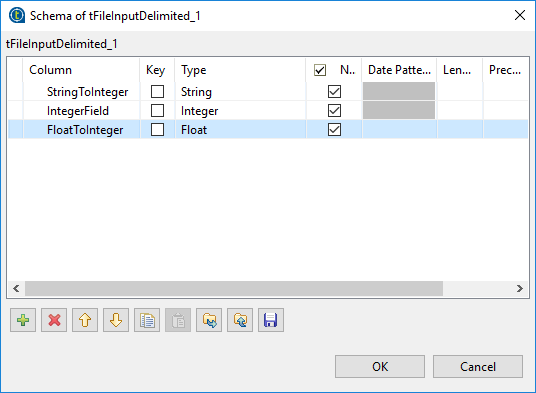 Schema of tFileInputDelimited_1
tFileInputDelimited_1
Column Key Type N.. Date Patte... Len... Prec...
StringToInteger String
IntegerField Integer
FloatToInteger Float
OK Cancel